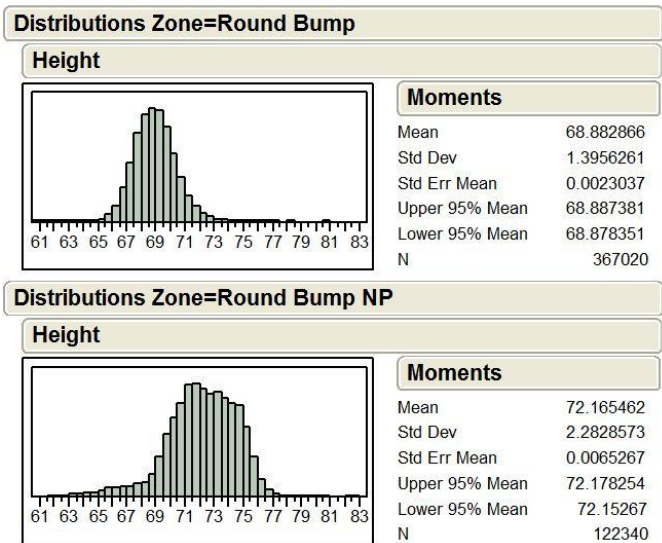 Distributions Zone=Round Bump
Height
Moments
Mean 68.882866
Std Dev 1.3956261
Std Err Mean 0.0023037
Upper 95% Mean 68.887381
Lower 95% Mean 68.878351
N 367020
61 63 65 67 69 71 73 75 77 79 81 83
Distributions Zone=Round Bump NP
Height
Moments
Mean 72.165462
Std Dev 2.2828573
Std Err Mean 0.0065267
Upper 95% Mean 72.178254
Lower 95% Mean 72.15267
N 122340
61 63 65 67 69 71 73 75 77 79 81 83